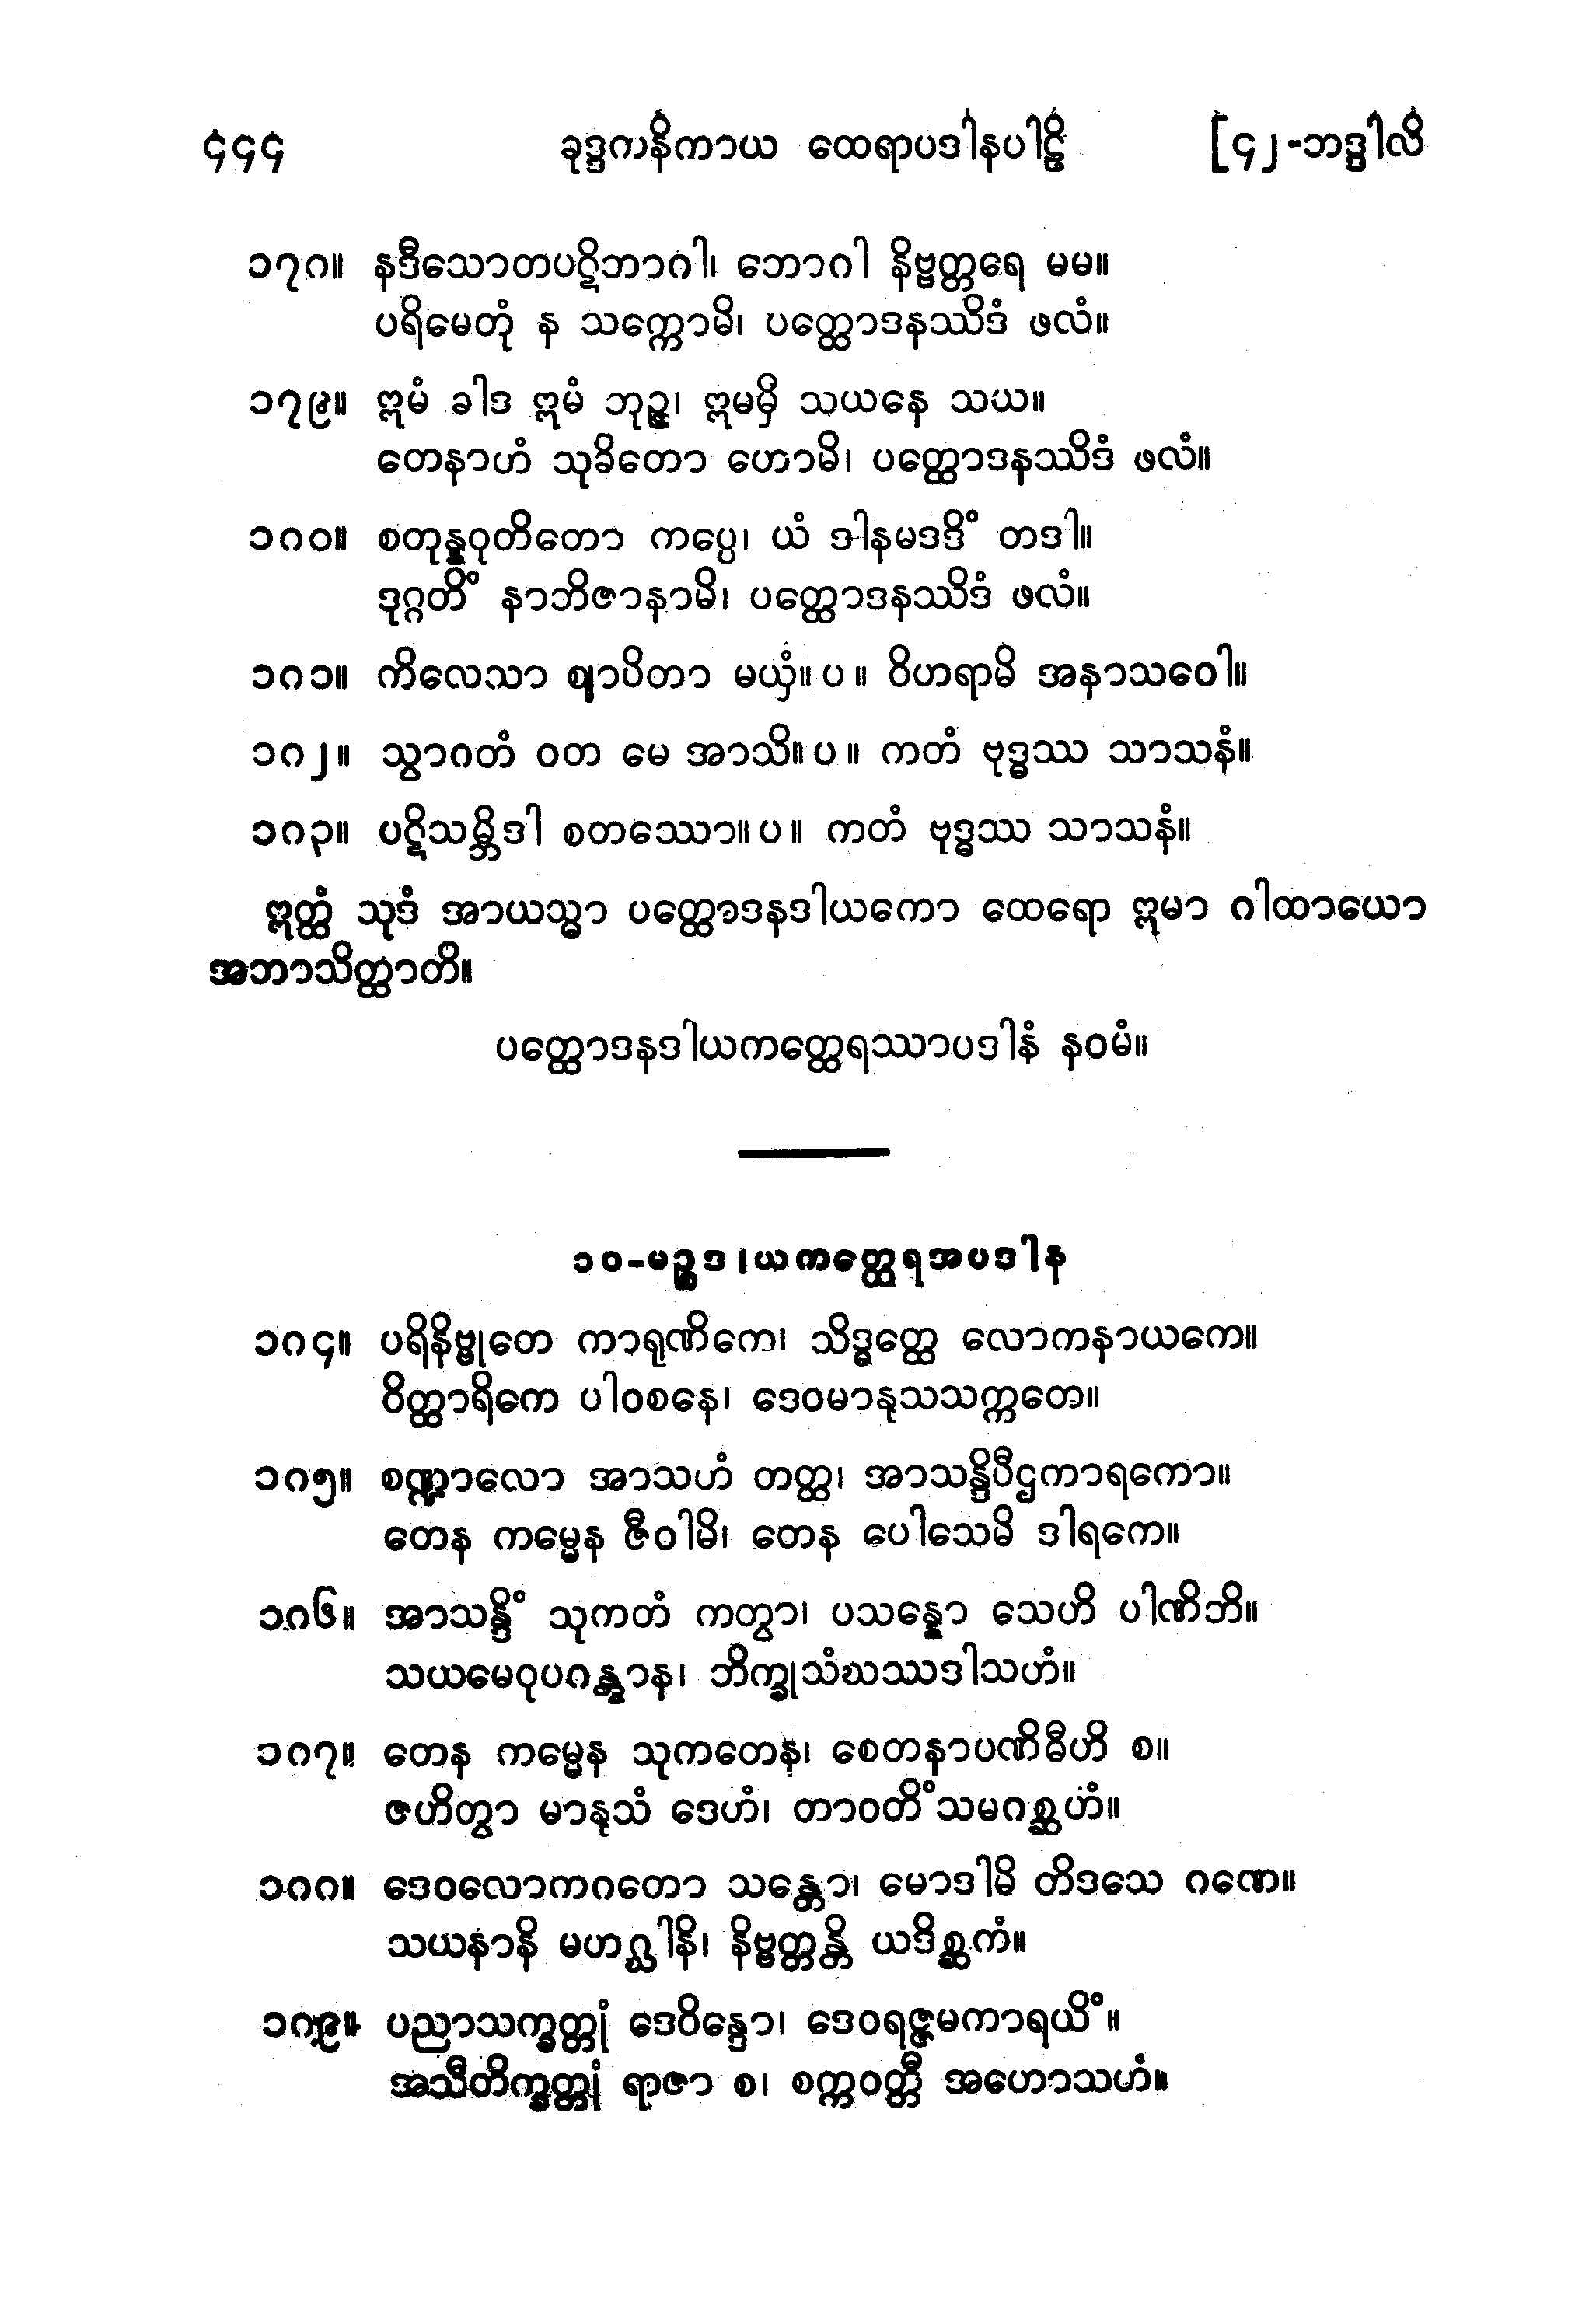 ၄၄၄ ခုဒ္ဒကနိကာယ ထေရာပဒါနပါဠိ [၄၂-ဘဒ္ဒါလိ
၁၇၈။ နဒီသောတပဋိဘာဂါ၊ ဘောဂါ နိဗ္ဗတ္တရေ မမ။
ပရိမေတုံ န သက္ကောမိ၊ ပတ္ထောဒနဿိဒံ ဖလံ။
၁၇၉။ ဣမံ ခါဒ ဣမံ ဘုဉ္ဇ၊ ဣမမှိ သယနေ သယ။
တေနာဟံ သုခိတော ဟောမိ၊ ပတ္ထောဒနဿိဒံ ဖလံ။
၁၈၀။ စတုန္နဝုတိတော ကပ္ပေ၊ ယံ ဒါနမဒဒိံ တဒါ။
ဒုဂ္ဂတိံ နာဘိဇာနာမိ၊ ပတ္ထောဒနဿိဒံ ဖလံ။
၁၈၁။ ကိလေသာ ဈာပိတာ မယှံ။ ပ ။ ဝိဟရာမိ အနာသဝေါ။
၁၈၂။ သွာဂတံ ဝတ မေ အာသိ။ ပ ။ ကတံ ဗုဒ္ဓဿ သာသနံ။
၁၈၃။ ပဋိသမ္ဘိဒါ စတဿော။ ပ ။ ကတံ ဗုဒ္ဓဿ သာသနံ။
ဣတ္ထံ သုဒံ အာယသ္မာ ပတ္ထောဒနဒါယကော ထေရော ဣမာ ဂါထာယော
အဘာသိတ္ထာတိ။
ပတ္ထောဒနဒါယကတ္ထေရဿာပဒါနံ နဝမံ။
၁၀-မဉ္စဒါယကတ္ထေရအပဒါန
၁၈၄။ ပရိနိဗ္ဗုတေ ကာရုဏိကေ၊ သိဒ္ဓတ္ထေ လောကနာယကေ။
ဝိတ္ထာရိကေ ပါဝစနေ၊ ဒေဝမာနုသသက္ကတေ။
၁၈၅။ စဏ္ဍာလော အာသဟံ တတ္ထ၊ အာသန္ဒိပီဌကာရကော။
တေန ကမ္မေန ဇီဝါမိ၊ တေန ပေါသေမိ ဒါရကေ။
၁၈၆။ အာသန္ဒိံ သုကတံ ကတွာ၊ ပသန္နော သေဟိ ပါဏိဘိ။
သယမေဝုပဂန္တွာန၊ ဘိက္ခုသံဃဿဒါသဟံ။
၁၈၇။ တေန ကမ္မေန သုကတေန၊ စေတနာပဏိဓီဟိ စ။
ဇဟိတွာ မာနုသံ ဒေဟံ၊ တာဝတိံသမဂစ္ဆဟံ။
၁၈၈။ ဒေဝလောကဂတော သန္တော၊ မောဒါမိ တိဒသေ ဂဏေ။
သယနာနိ မဟဂ္ဃါနိ၊ နိဗ္ဗတ္တန္တိ ယဒိစ္ဆကံ။
၁၈၉။ ပညာသက္ခတ္တုံ ဒေဝိန္ဒော၊ ဒေဝရဇ္ဇမကာရယိံ။
အသီတိက္ခတ္တုံ ရာဇာ စ၊ စက္ကဝတ္တီ အဟောသဟံ။